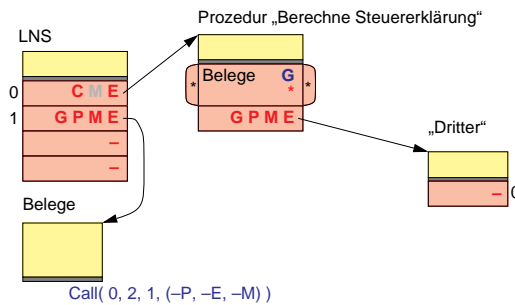 Prozedur „Berechne Steuererklärung“
LNS
Belege G
* * *
0 C M E
1 G P M E
G P M E
–
–
„Dritter“
– 0
Belege
Call( 0, 2, 1, (–P, –E, –M) )